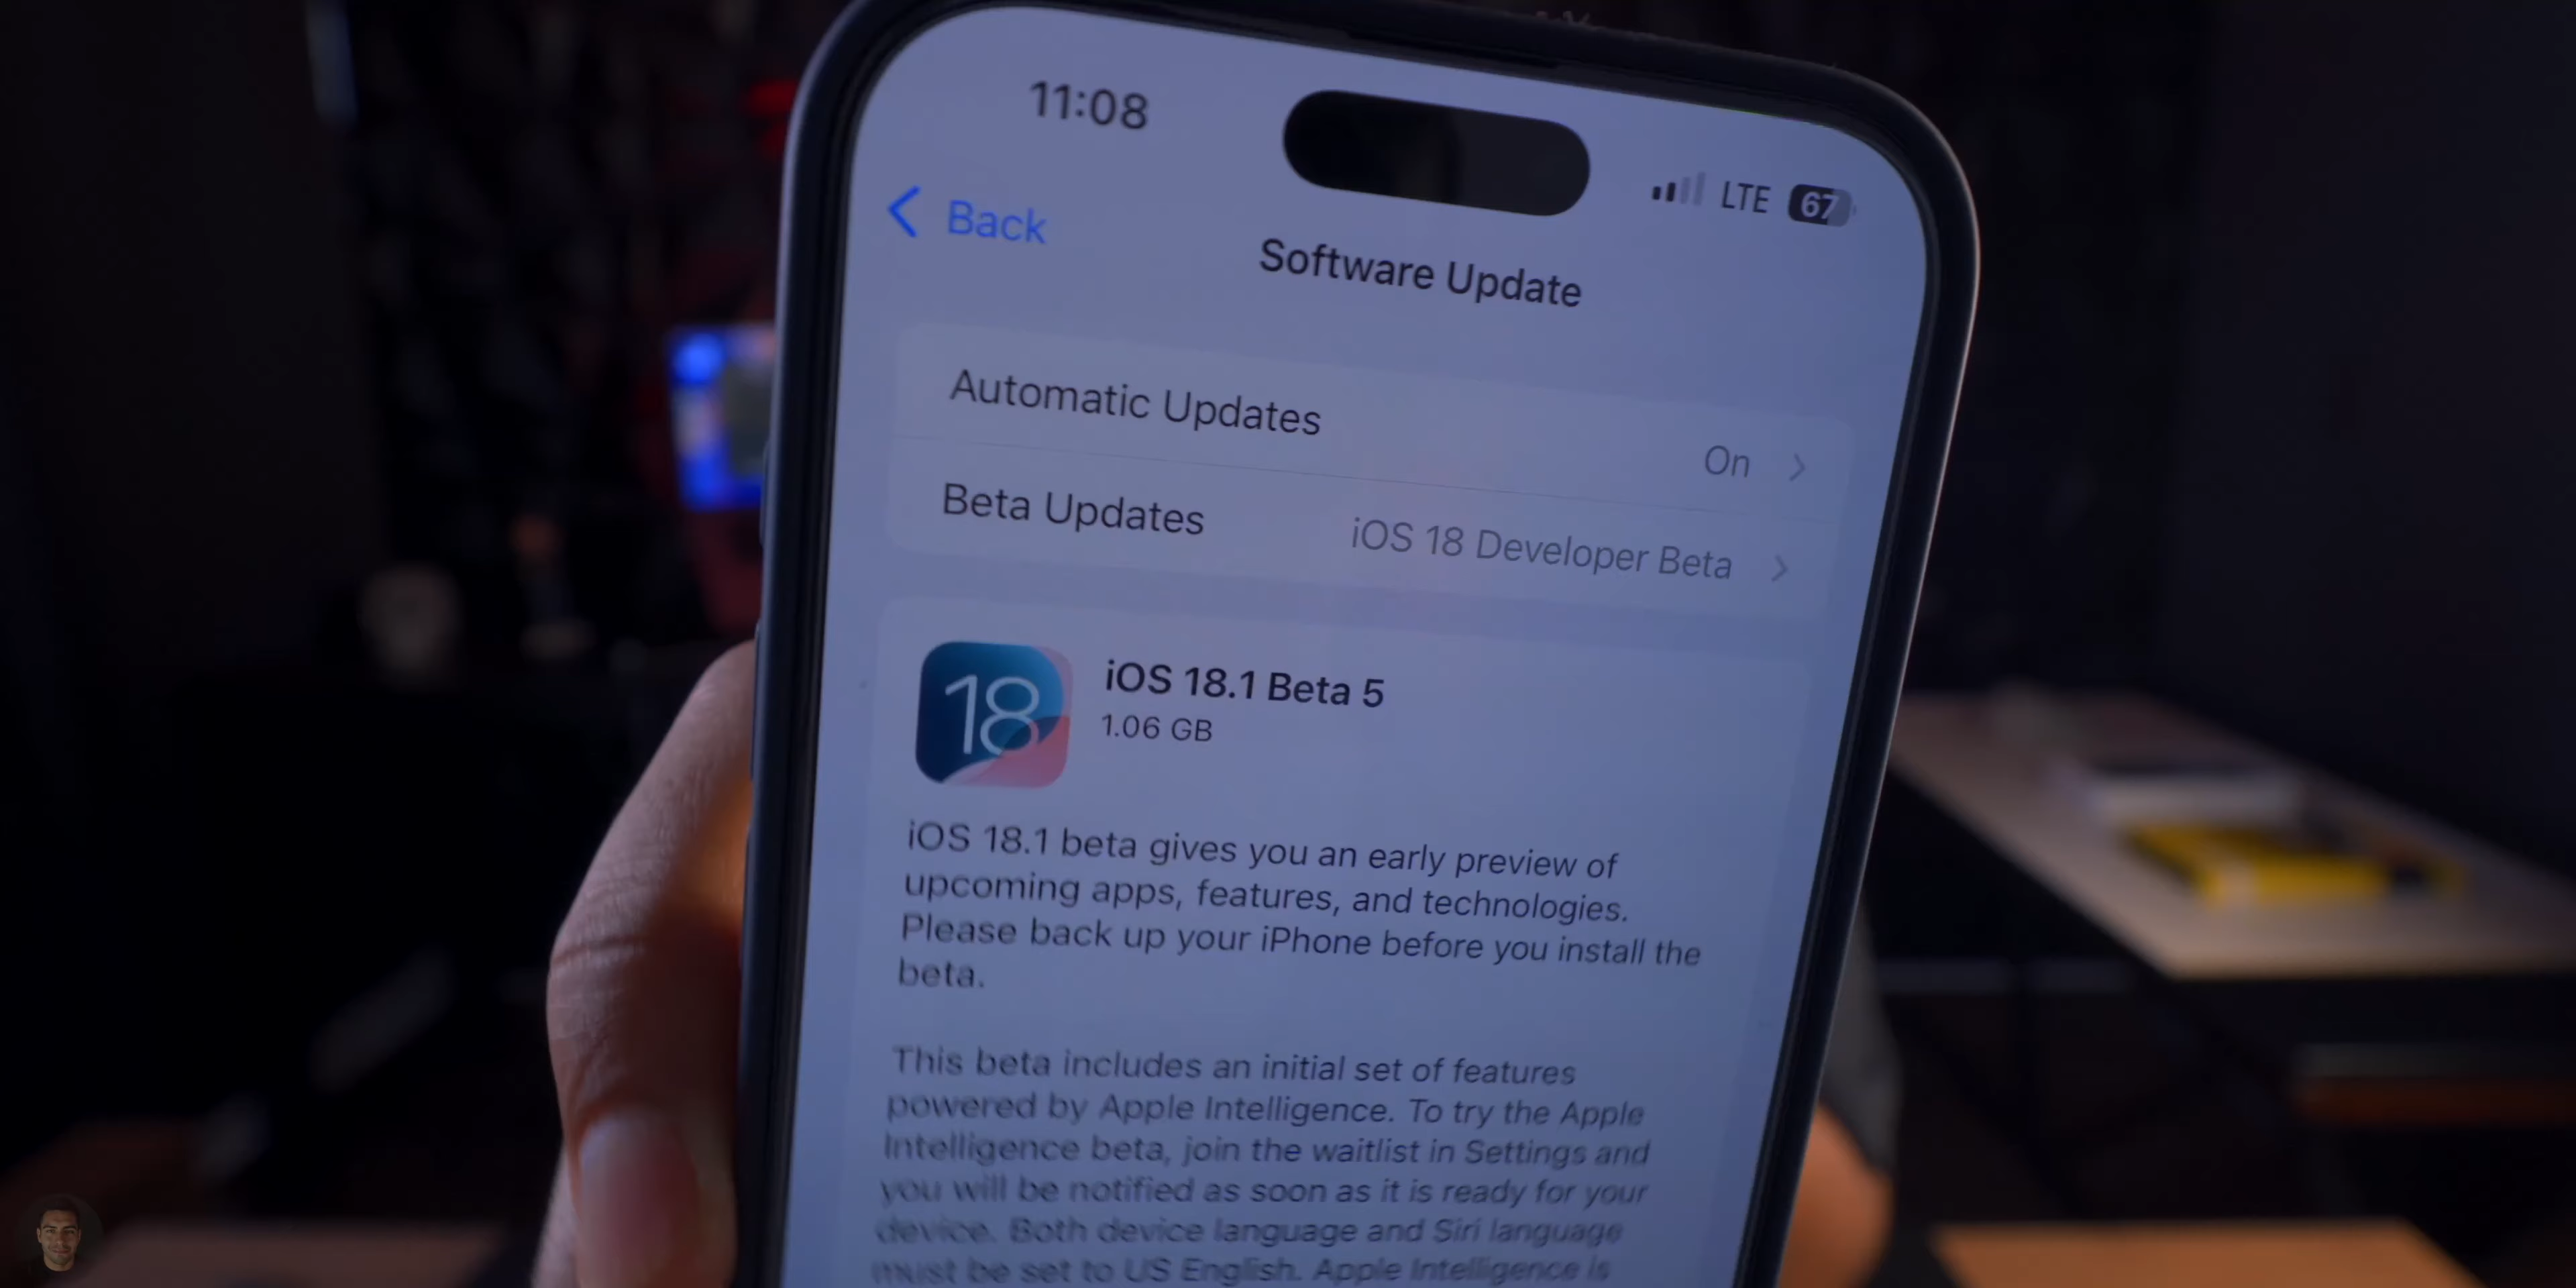 11:08
LTE 67
Back
Software Update
Automatic Updates On
Beta Updates iOS 18 Developer Beta
18
iOS 18.1 Beta 5
1.06 GB
iOS 18.1 beta gives you an early preview of
upcoming apps, features, and technologies.
Please back up your iPhone before you install the
beta.
This beta includes an initial set of features
powered by Apple Intelligence. To try the Apple
Intelligence beta, join the waitlist in Settings and
you will be notified as soon as it is ready for your
device. Both device language and Siri language
must be set to US English. Apple Intelligence is